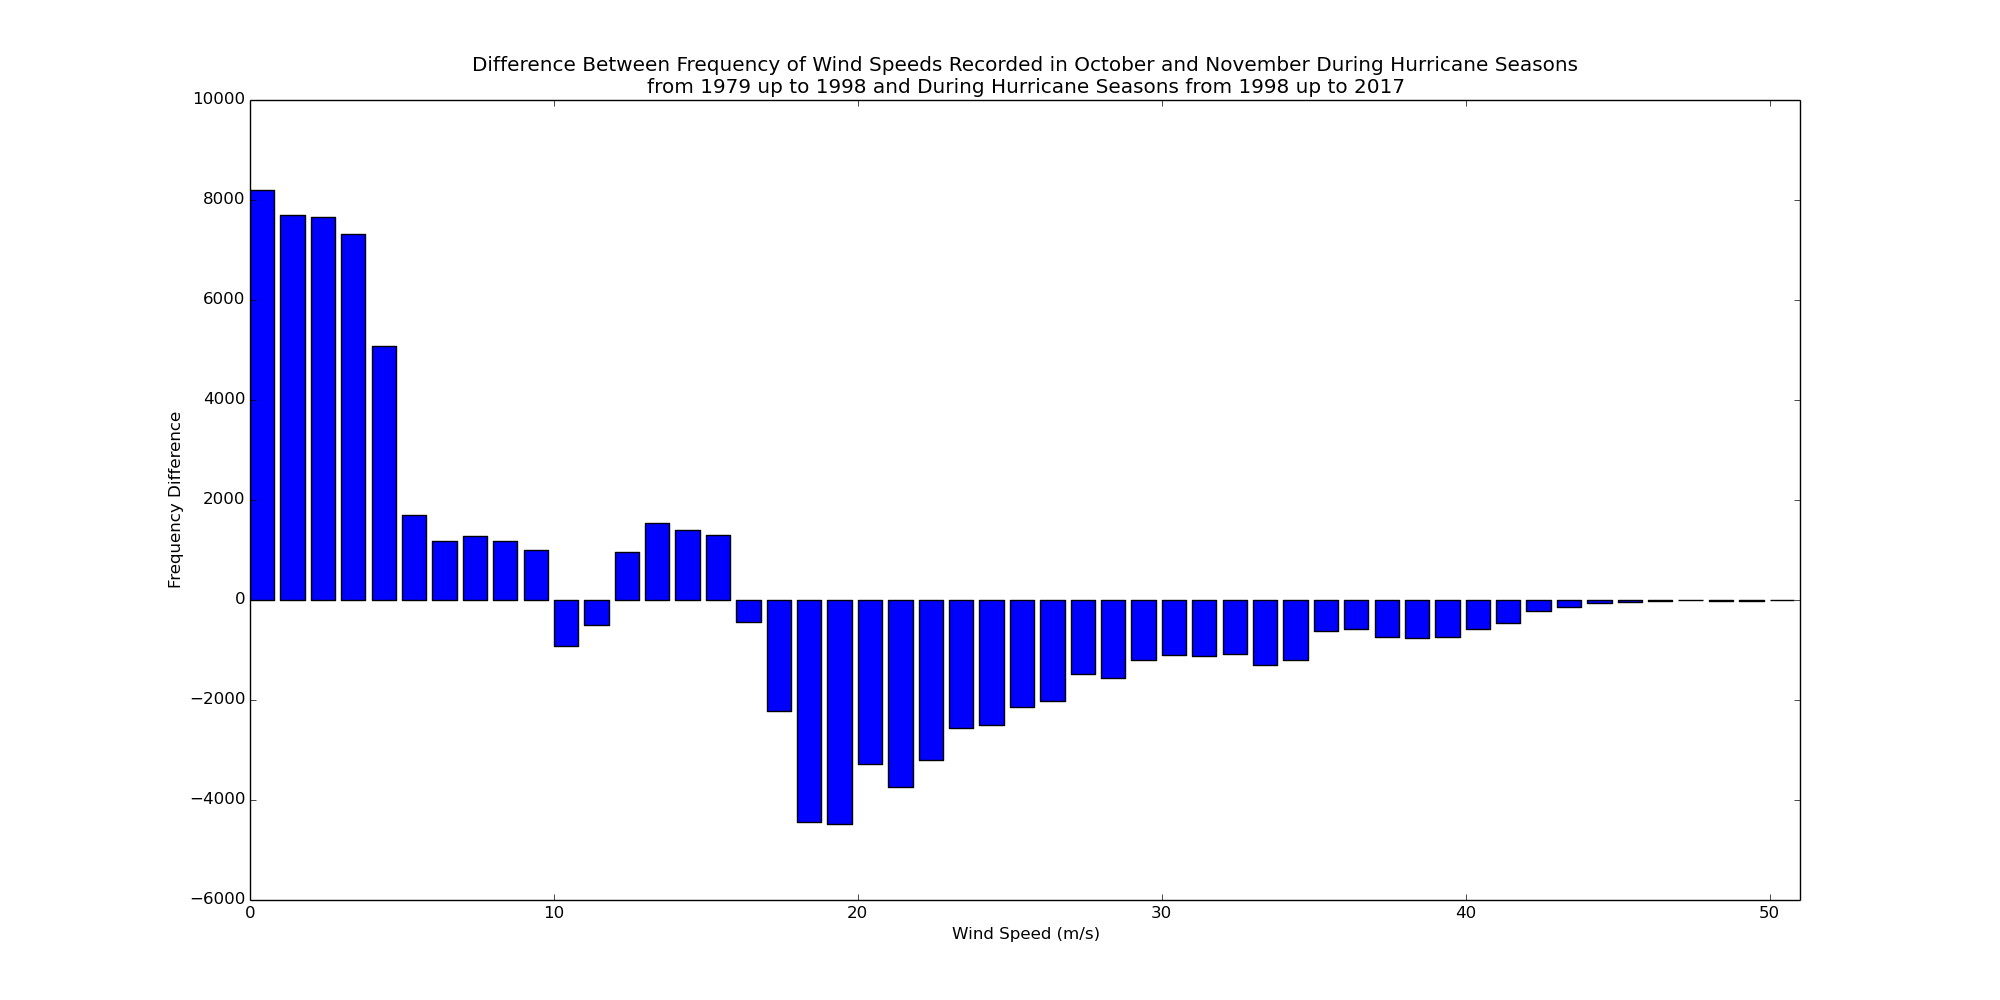 Difference Between Frequency of Wind Speeds Recorded in October and November During Hurricane Seasons
from 1979 up to 1998 and During Hurricane Seasons from 1998 up to 2017
10000
8000
6000
4000
2000
0
−2000
−4000
−6000
Frequency Difference
0 10 20 30 40 50
Wind Speed (m/s)